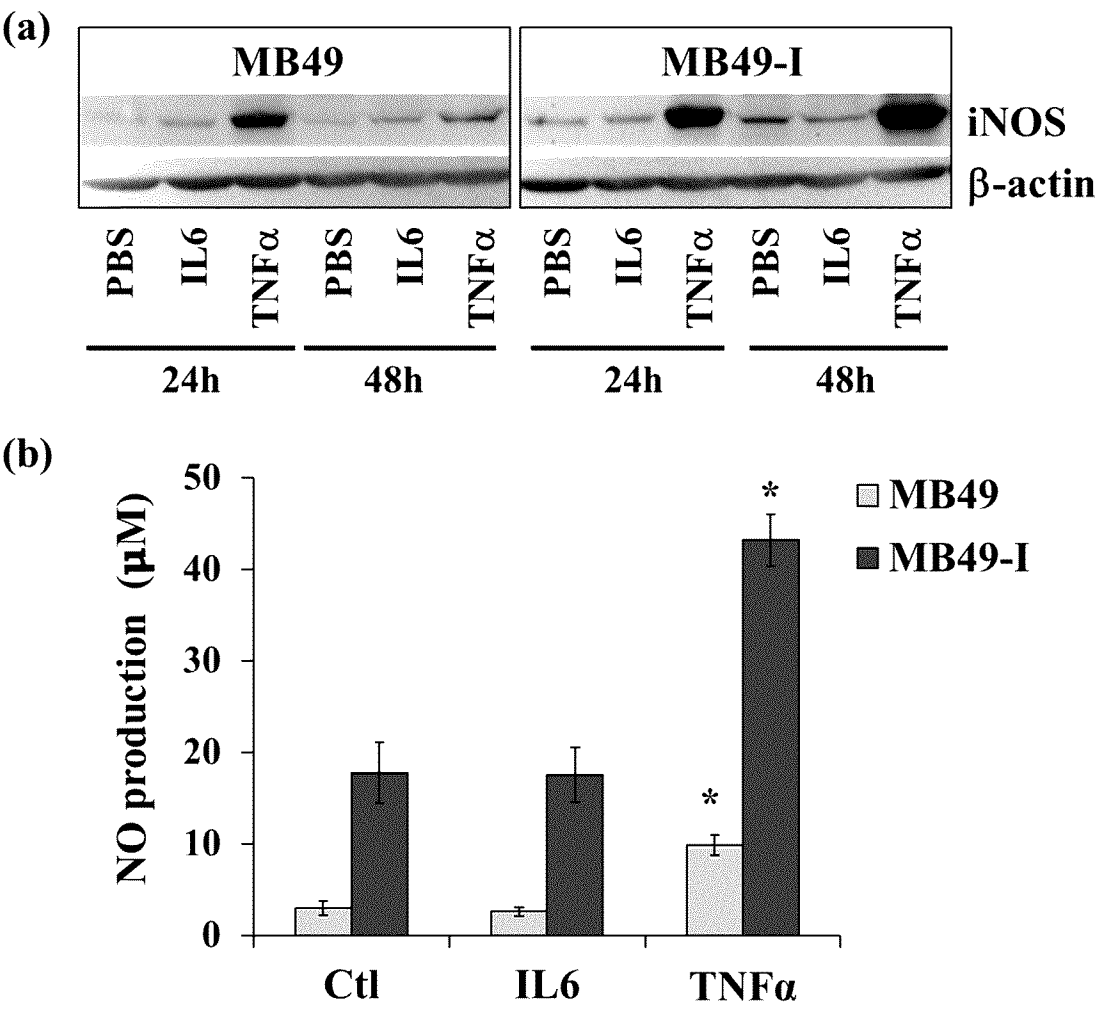 (a)
MB49 MB49-I
iNOS
β-actin
PBS IL6 TNFα PBS IL6 TNFα PBS IL6 TNFα PBS IL6 TNFα
24h 48h 24h 48h
(b)
NO production (μM)
50
40
30
20
10
0
*
*
MB49
MB49-I
Ctl IL6 TNFα